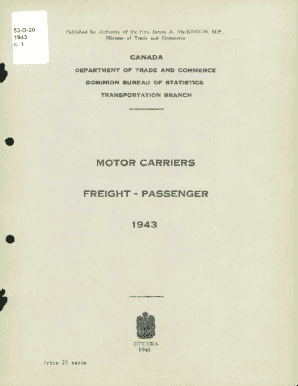 53-D-20
1943
c. 1
Published by Authority of the Hon. James A. MacKINNON, M.P.,
Minister of Trade and Commerce
CANADA
DEPARTMENT OF TRADE AND COMMERCE
DOMINION BUREAU OF STATISTICS
TRANSPORTATION BRANCH
MOTOR CARRIERS
FREIGHT - PASSENGER
1943
OTTAWA
1945
Price 25 cents